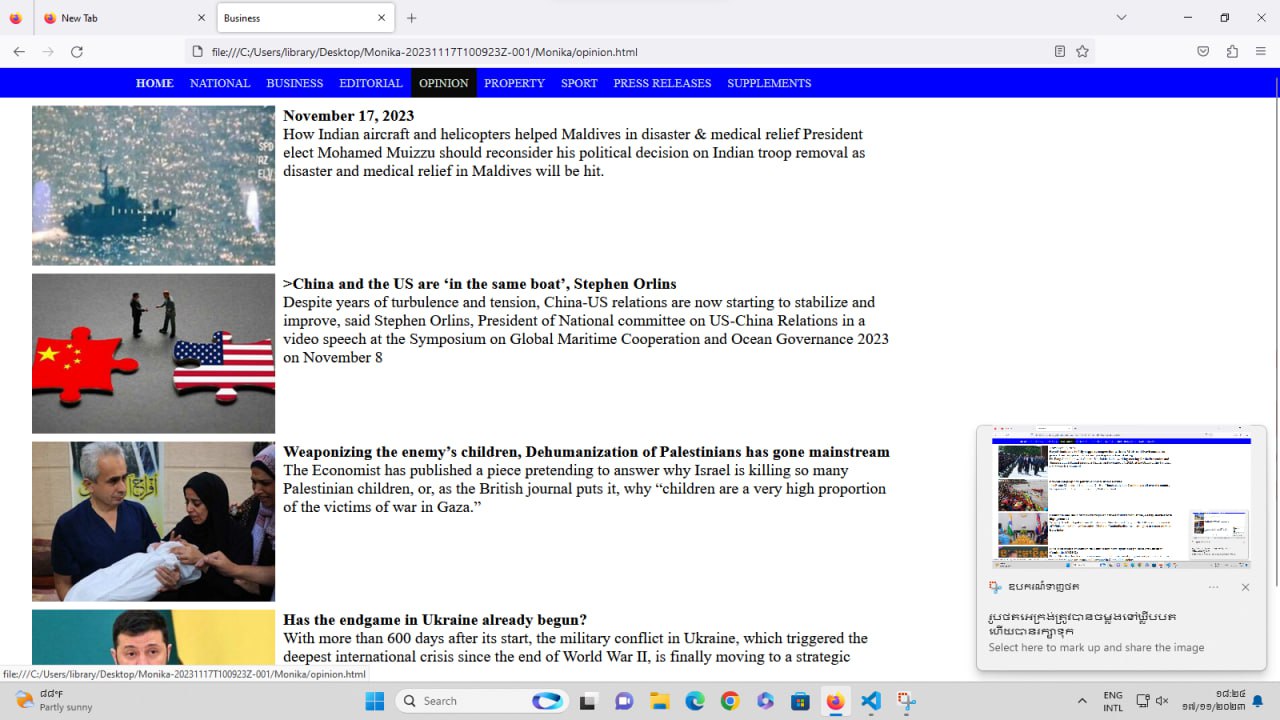 New Tab
Business
file:///C:/Users/library/Desktop/Monika-20231117T100923Z-001/Monika/opinion.html
HOME NATIONAL BUSINESS EDITORIAL OPINION PROPERTY SPORT PRESS RELEASES SUPPLEMENTS
SPD
RZ
ELV
November 17, 2023
How Indian aircraft and helicopters helped Maldives in disaster & medical relief President
elect Mohamed Muizzu should reconsider his political decision on Indian troop removal as
disaster and medical relief in Maldives will be hit.
>China and the US are ‘in the same boat’, Stephen Orlins
Despite years of turbulence and tension, China-US relations are now starting to stabilize and
improve, said Stephen Orlins, President of National committee on US-China Relations in a
video speech at the Symposium on Global Maritime Cooperation and Ocean Governance 2023
on November 8
Weaponizing the enemy’s children, Dehumanization of Palestinians has gone mainstream
The Economist jut published a piece pretending to answer why Israel is killing so many
Palestinian children, or, as the British journal puts it, why “children are a very high proportion
of the victims of war in Gaza.”
Has the endgame in Ukraine already begun?
With more than 600 days after its start, the military conflict in Ukraine, which triggered the
deepest international crisis since the end of World War II, is finally moving to a strategic
ឧបករណ៍ទាញផត
រូបថតអេក្រង់ត្រូវបានចម្លងទៅឃ្លីបបត
ហើយបានរក្សាទុក
Select here to mark up and share the image
file:///C:/Users/library/Desktop/Monika-20231117T100923Z-001/Monika/opinion.html
៨៨°F
Partly sunny
Search
ENG
INTL
១៨:២៥
១៧/១១/២០២៣